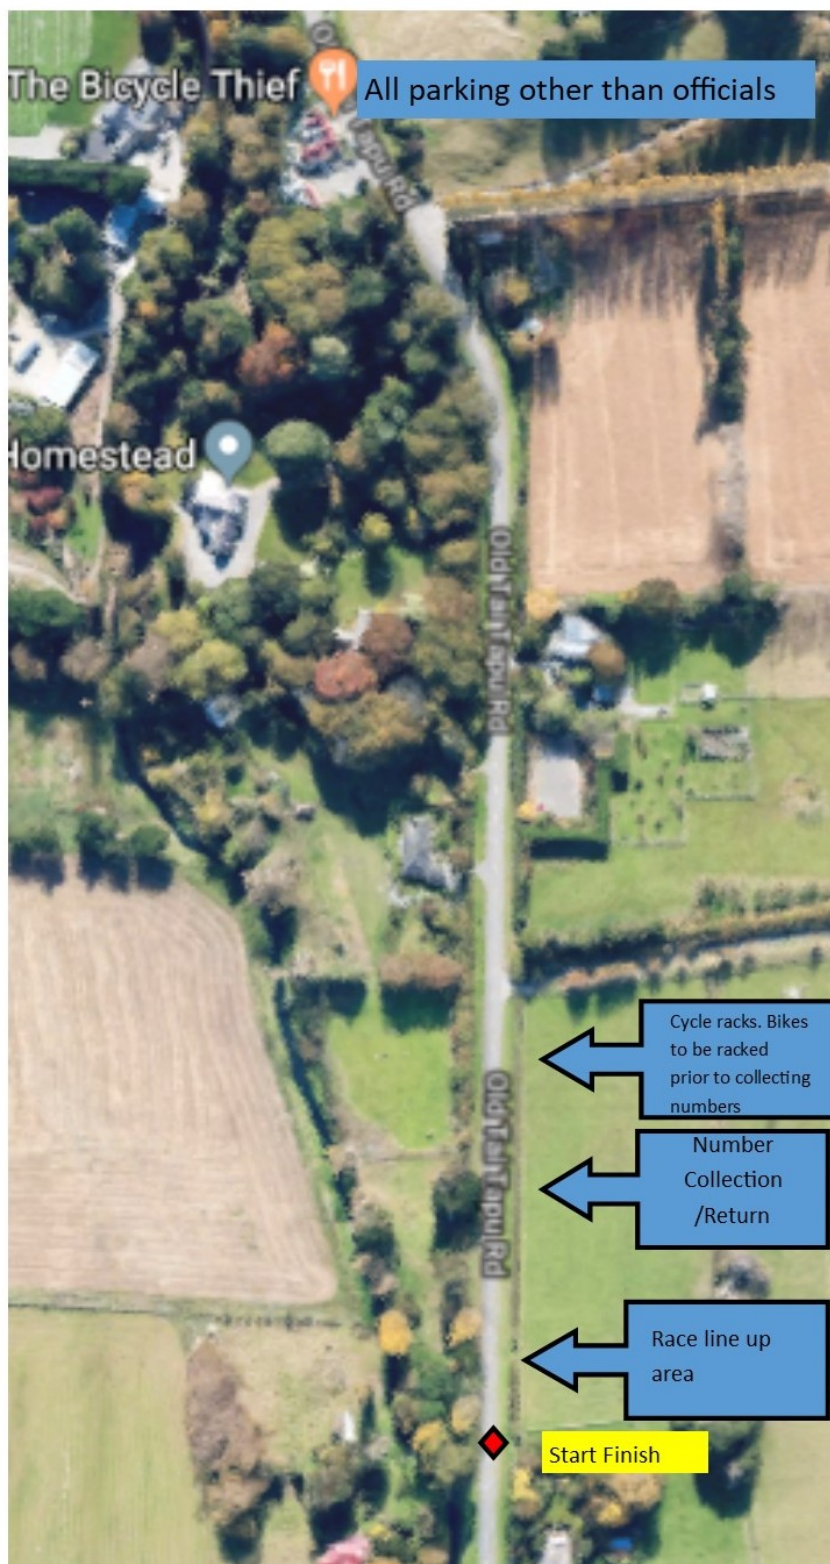 The Bicycle Thief
All parking other than officials
Tapu Rd
Homestead
Old Tai Tapu Rd
Cycle racks. Bikes
to be racked
prior to collecting
numbers
Old Tai Tapu Rd
Number
Collection
/Return
Race line up
area
Start Finish